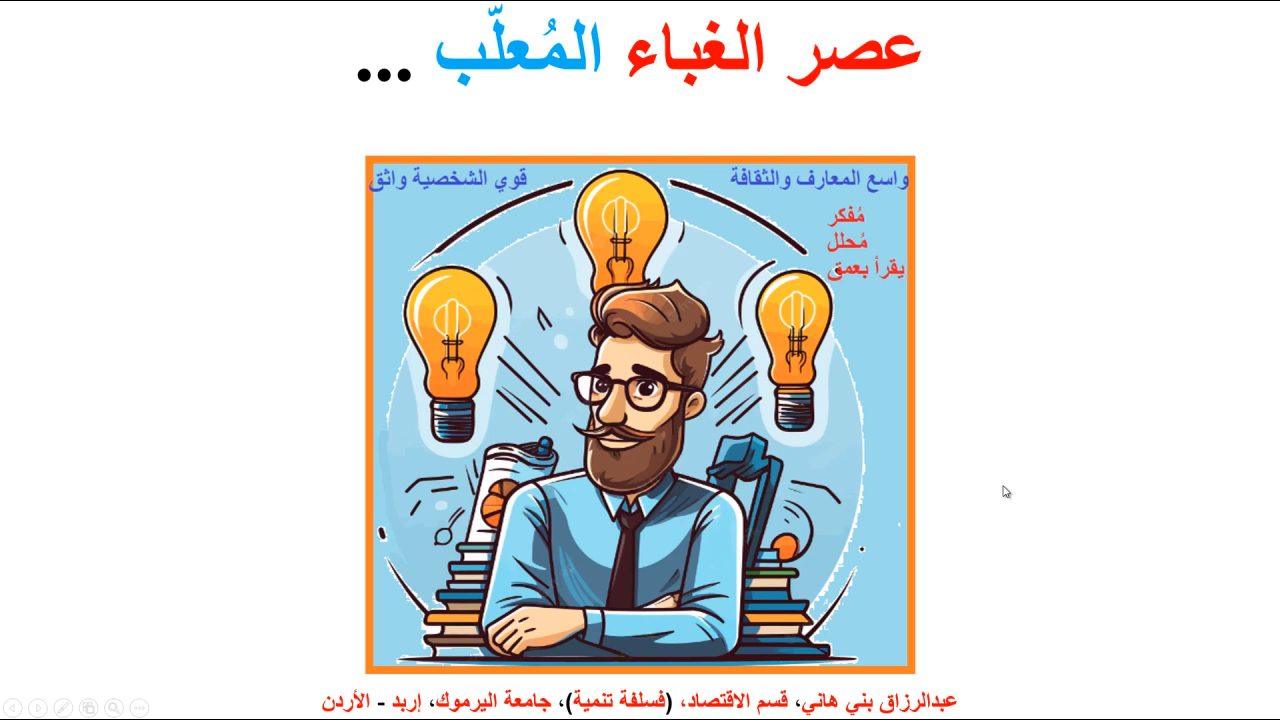 عصر الغباء المُعلّب ...
واسع المعارف والثقافة
قوي الشخصية واثق
مُفكر
مُحلل
يقرأ بعمق
عبدالرزاق بني هاني، قسم الاقتصاد، (فسلفة تنمية)، جامعة اليرموك، إربد - الأردن